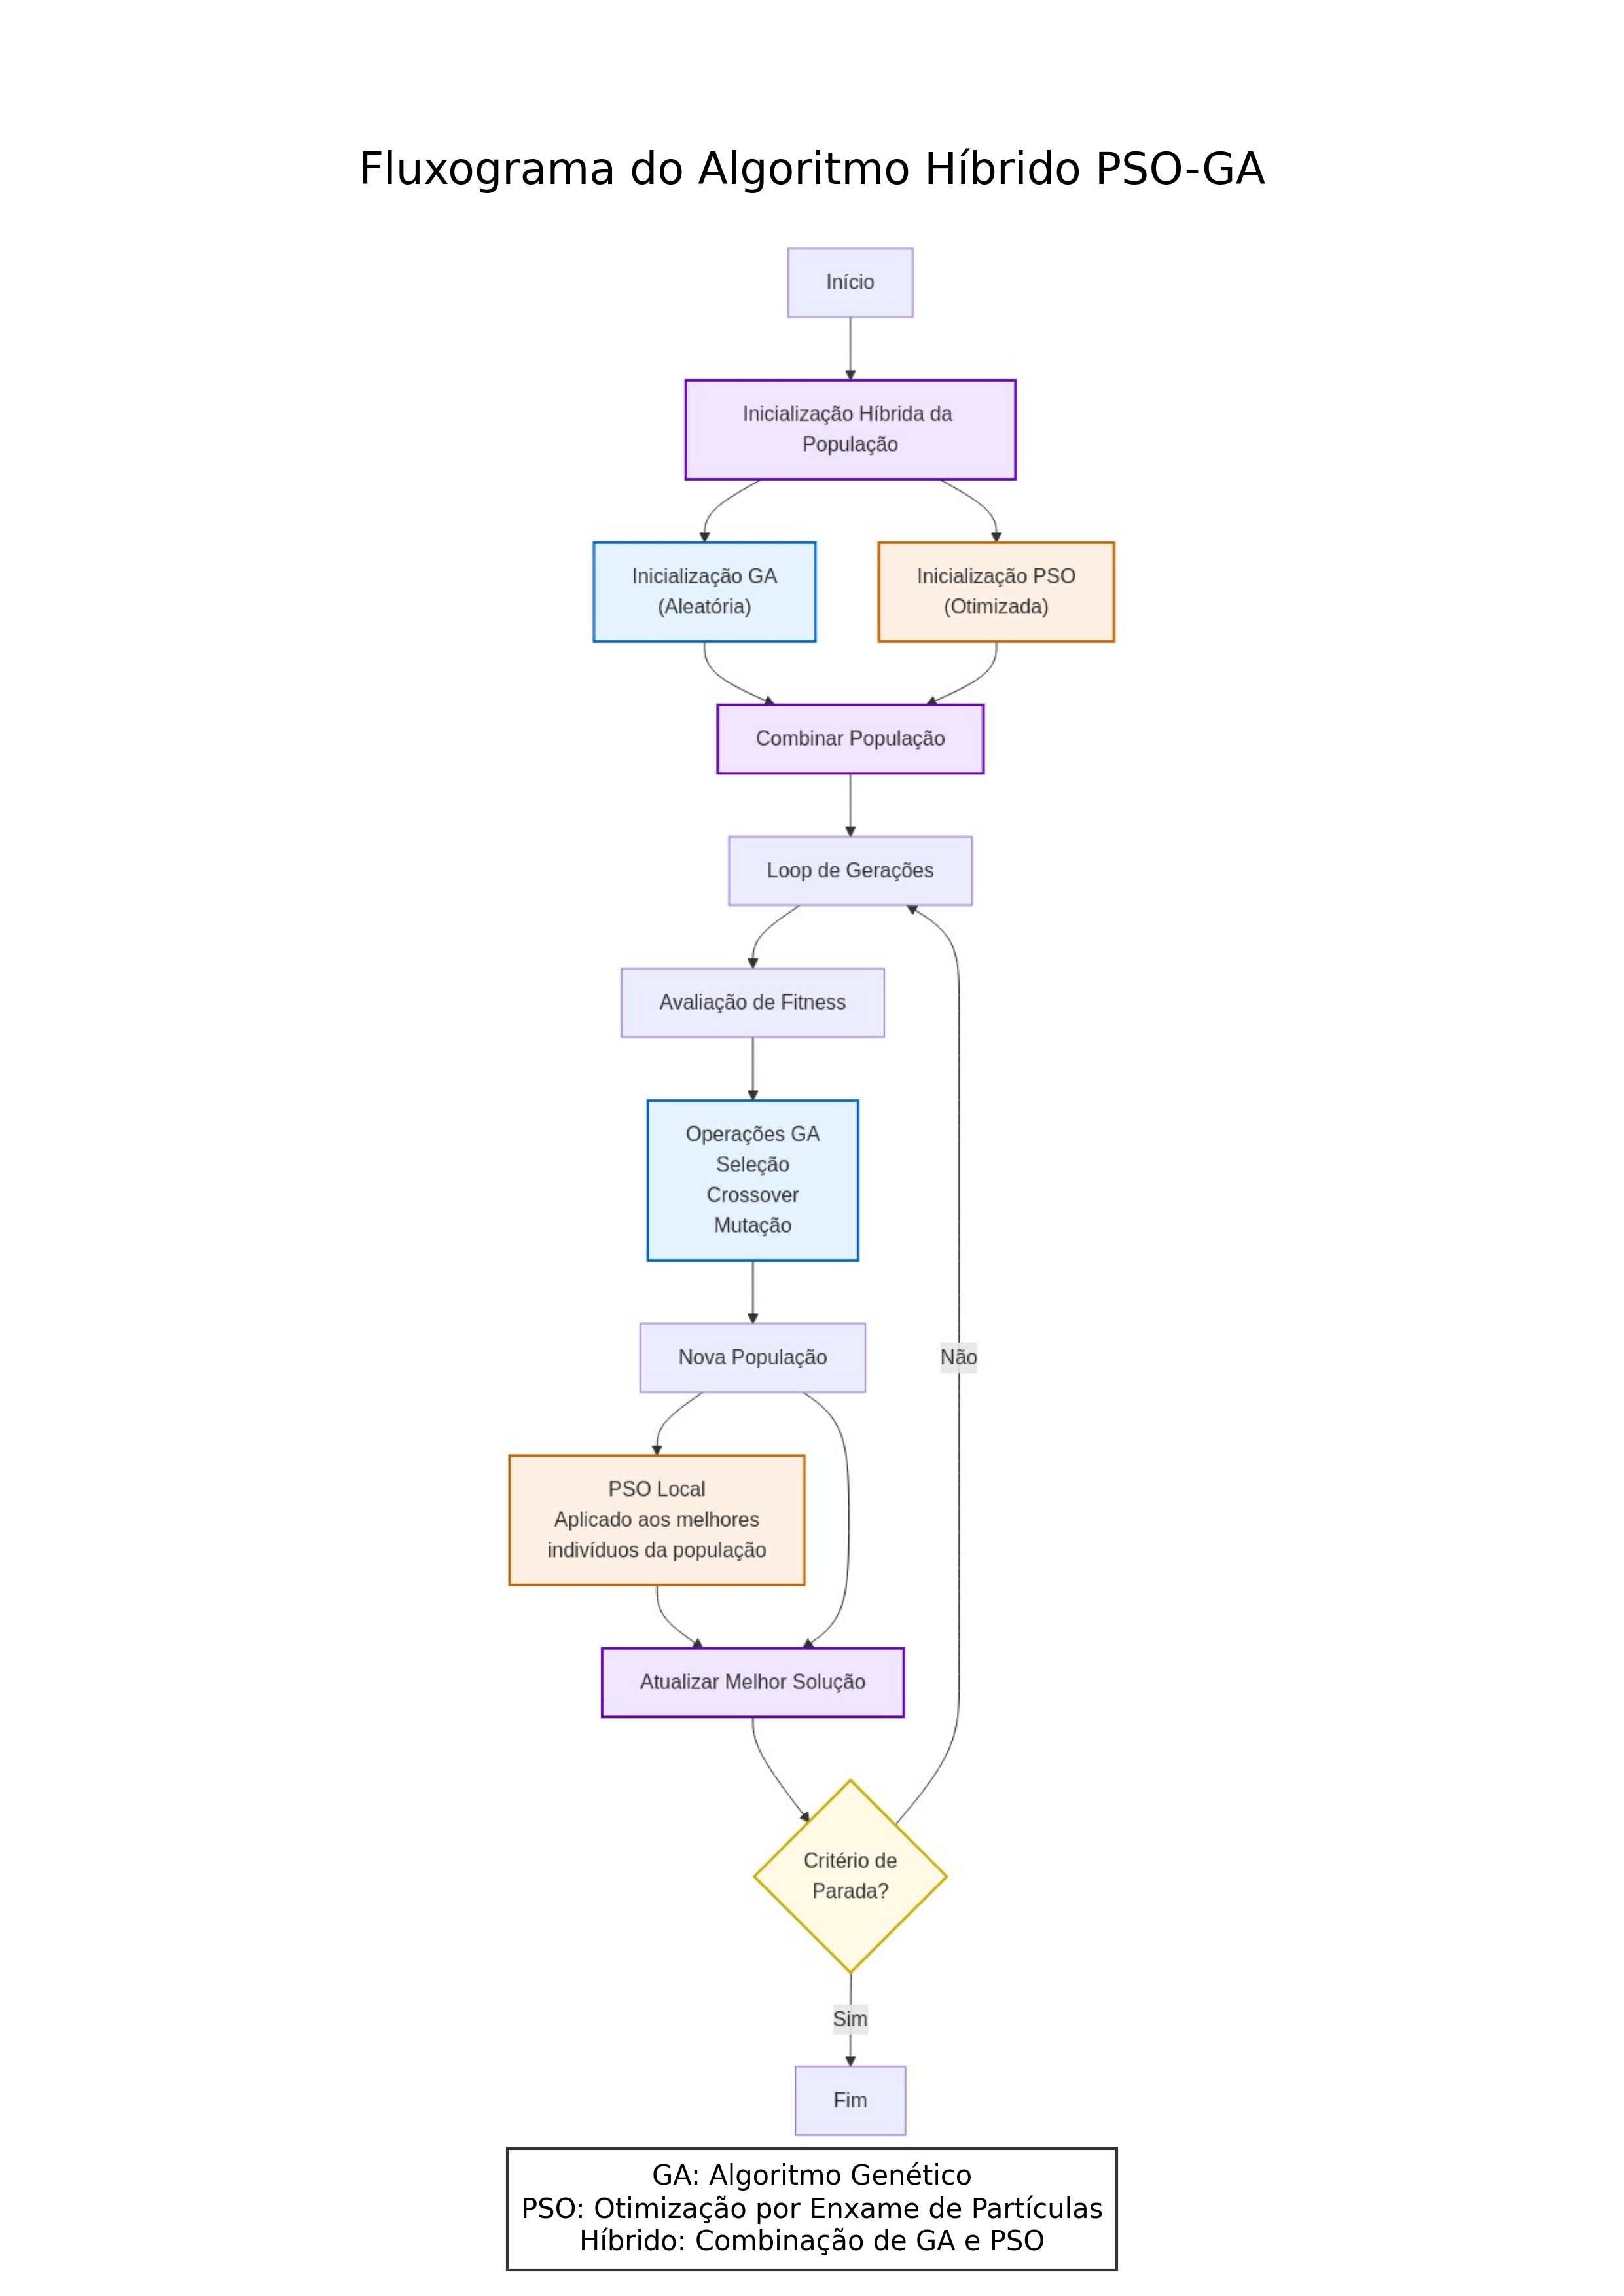 Fluxograma do Algoritmo Híbrido PSO-GA
Início
Inicialização Híbrida da
População
Inicialização GA
(Aleatória)
Inicialização PSO
(Otimizada)
Combinar População
Loop de Gerações
Avaliação de Fitness
Operações GA
Seleção
Crossover
Mutação
Nova População
Não
PSO Local
Aplicado aos melhores
indivíduos da população
Atualizar Melhor Solução
Critério de
Parada?
Sim
Fim
GA: Algoritmo Genético
PSO: Otimização por Enxame de Partículas
Híbrido: Combinação de GA e PSO